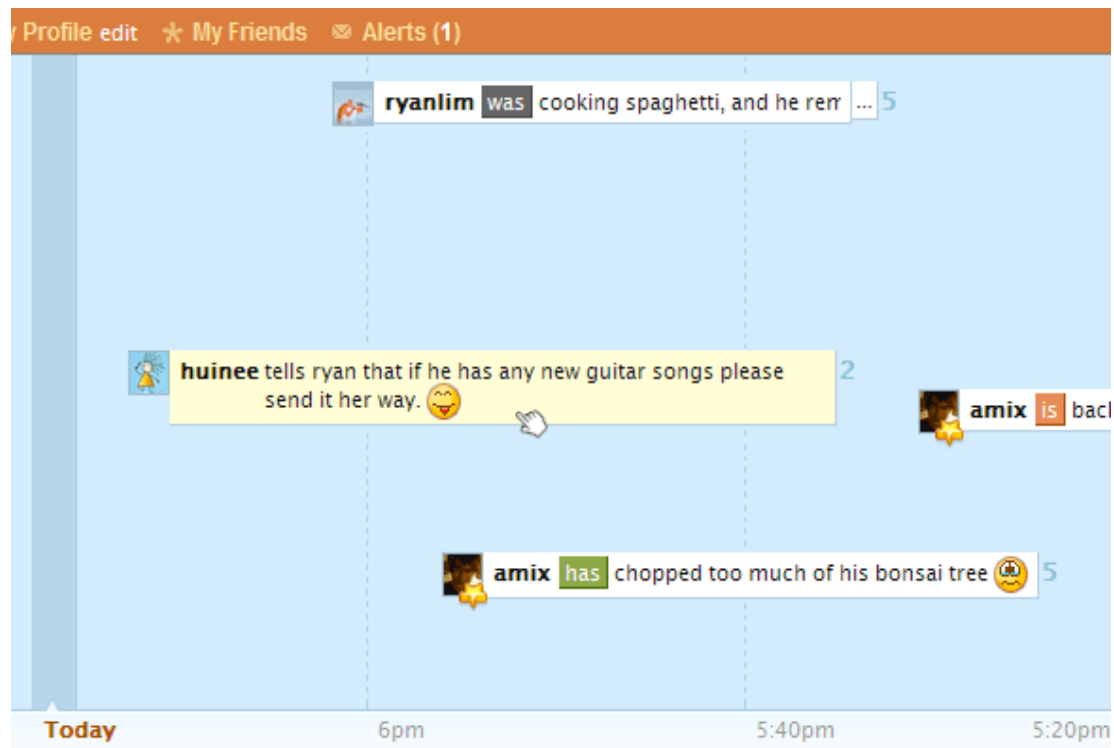 Profile edit My Friends Alerts (1)
ryanlim was cooking spaghetti, and he rem ... 5
huinee tells ryan that if he has any new guitar songs please 2
send it her way.
amix is back
amix has chopped too much of his bonsai tree 5
Today 6pm 5:40pm 5:20pm